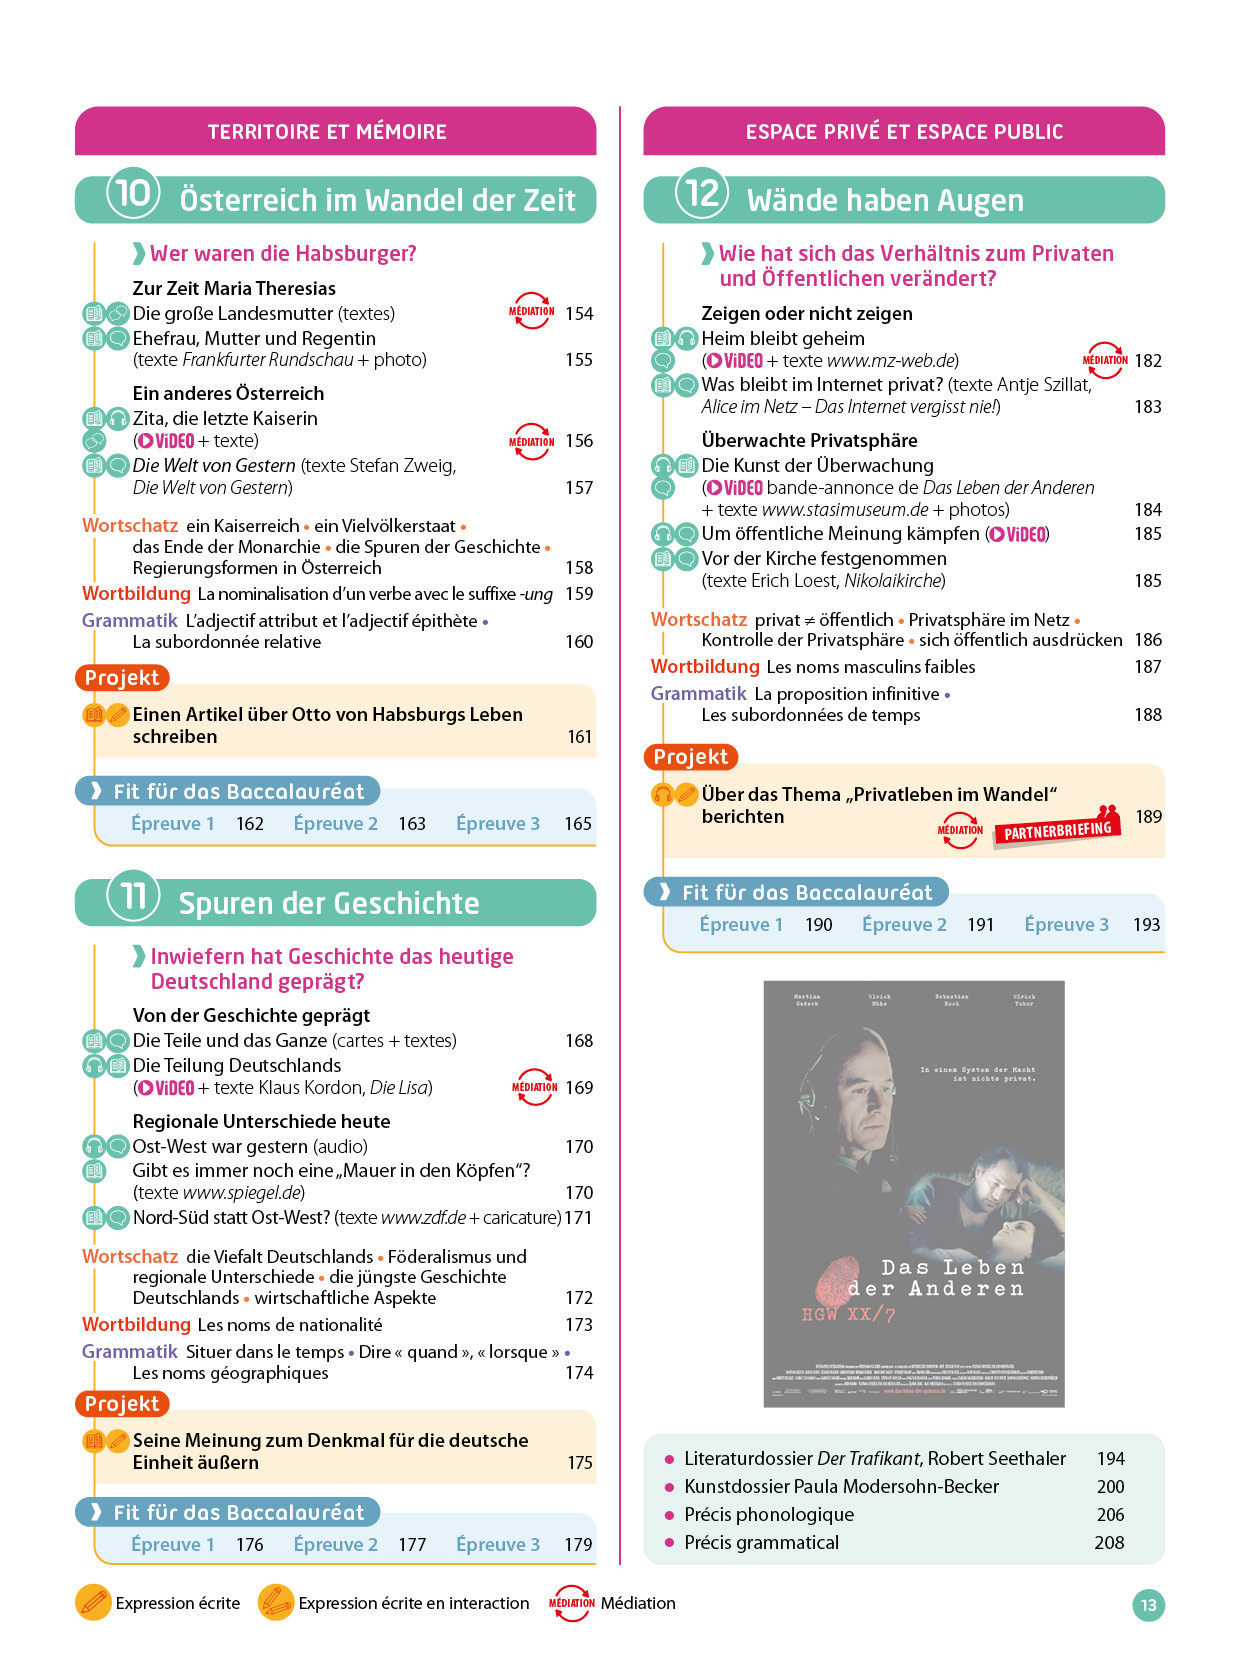 TERRITOIRE ET MÉMOIRE
10 Österreich im Wandel der Zeit
Wer waren die Habsburger?
Zur Zeit Maria Theresias
Die große Landesmutter (textes) MÉDIATION 154
Ehefrau, Mutter und Regentin
(texte Frankfurter Rundschau + photo) 155
Ein anderes Österreich
Zita, die letzte Kaiserin
(ViDEO + texte) MÉDIATION 156
Die Welt von Gestern (texte Stefan Zweig,
Die Welt von Gestern) 157
Wortschatz ein Kaiserreich • ein Vielvölkerstaat •
das Ende der Monarchie • die Spuren der Geschichte •
Regierungsformen in Österreich 158
Wortbildung La nominalisation d'un verbe avec le suffixe -ung 159
Grammatik L'adjectif attribut et l'adjectif épithète •
La subordonnée relative 160
Projekt
Einen Artikel über Otto von Habsburgs Leben
schreiben 161
Fit für das Baccalauréat
Épreuve 1 162 Épreuve 2 163 Épreuve 3 165
11 Spuren der Geschichte
Inwiefern hat Geschichte das heutige
Deutschland geprägt?
Von der Geschichte geprägt
Die Teile und das Ganze (cartes + textes) 168
Die Teilung Deutschlands
(ViDEO + texte Klaus Kordon, Die Lisa) MÉDIATION 169
Regionale Unterschiede heute
Ost-West war gestern (audio) 170
Gibt es immer noch eine „Mauer in den Köpfen“?
(texte www.spiegel.de) 170
Nord-Süd statt Ost-West? (texte www.zdf.de + caricature) 171
Wortschatz die Viefalt Deutschlands • Föderalismus und
regionale Unterschiede • die jüngste Geschichte
Deutschlands • wirtschaftliche Aspekte 172
Wortbildung Les noms de nationalité 173
Grammatik Situer dans le temps • Dire « quand », « lorsque » •
Les noms géographiques 174
Projekt
Seine Meinung zum Denkmal für die deutsche
Einheit äußern 175
Fit für das Baccalauréat
Épreuve 1 176 Épreuve 2 177 Épreuve 3 179
ESPACE PRIVÉ ET ESPACE PUBLIC
12 Wände haben Augen
Wie hat sich das Verhältnis zum Privaten
und Öffentlichen verändert?
Zeigen oder nicht zeigen
Heim bleibt geheim
(ViDEO + texte www.mz-web.de) MÉDIATION 182
Was bleibt im Internet privat? (texte Antje Szillat,
Alice im Netz – Das Internet vergisst nie!) 183
Überwachte Privatsphäre
Die Kunst der Überwachung
(ViDEO bande-annonce de Das Leben der Anderen
+ texte www.stasimuseum.de + photos) 184
Um öffentliche Meinung kämpfen (ViDEO) 185
Vor der Kirche festgenommen
(texte Erich Loest, Nikolaikirche) 185
Wortschatz privat ≠ öffentlich • Privatsphäre im Netz •
Kontrolle der Privatsphäre • sich öffentlich ausdrücken 186
Wortbildung Les noms masculins faibles 187
Grammatik La proposition infinitive •
Les subordonnées de temps 188
Projekt
Über das Thema „Privatleben im Wandel“
berichten MÉDIATION PARTNERBRIEFING 189
Fit für das Baccalauréat
Épreuve 1 190 Épreuve 2 191 Épreuve 3 193
Martina Ulrich Sebastian Ulrich
Gedeck Mühe Koch Tukur
In einem System der Macht
ist nichts privat.
Das Leben
der Anderen
HGW XX/7
www.das-leben-der-anderen.de
• Literaturdossier Der Trafikant, Robert Seethaler 194
• Kunstdossier Paula Modersohn-Becker 200
• Précis phonologique 206
• Précis grammatical 208
Expression écrite Expression écrite en interaction MÉDIATION Médiation
13